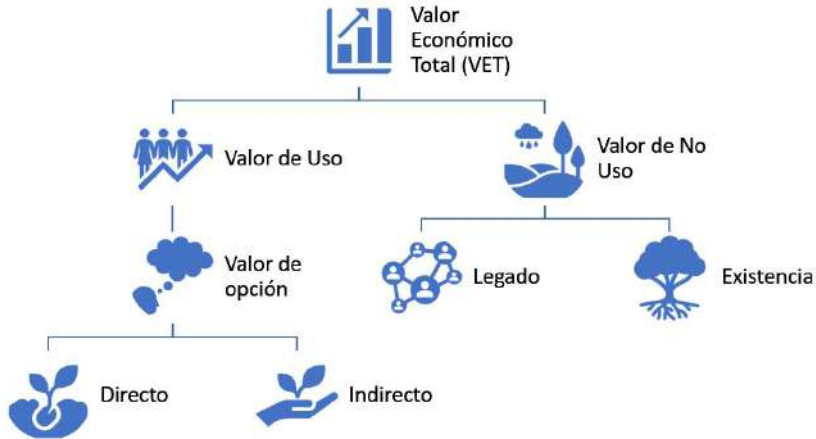 Valor
Económico
Total (VET)
Valor de Uso
Valor de No
Uso
Valor de
opción
Legado
Existencia
Directo
Indirecto